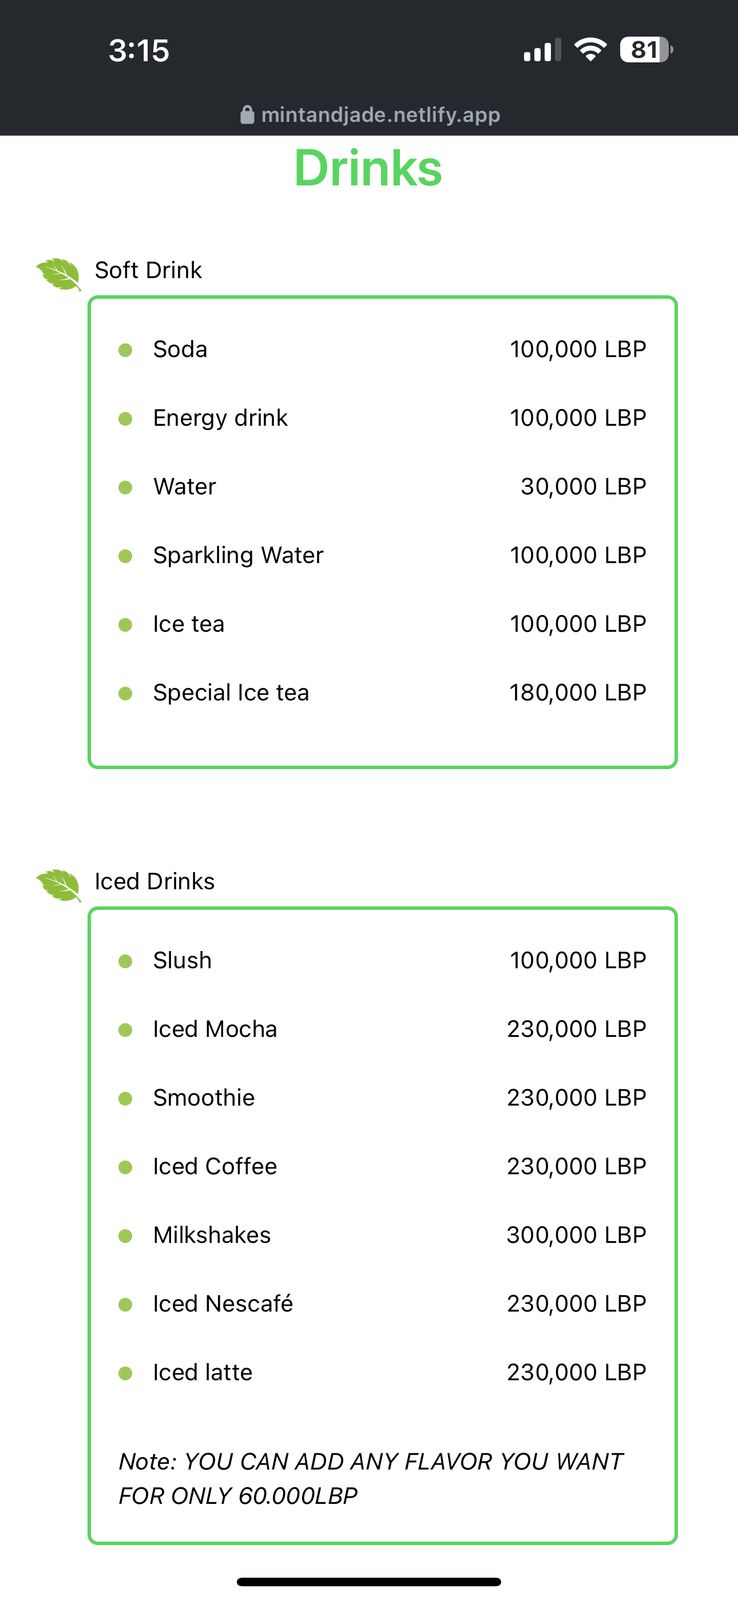 3:15
81
mintandjade.netlify.app
Drinks
Soft Drink
Soda 100,000 LBP
Energy drink 100,000 LBP
Water 30,000 LBP
Sparkling Water 100,000 LBP
Ice tea 100,000 LBP
Special Ice tea 180,000 LBP
Iced Drinks
Slush 100,000 LBP
Iced Mocha 230,000 LBP
Smoothie 230,000 LBP
Iced Coffee 230,000 LBP
Milkshakes 300,000 LBP
Iced Nescafé 230,000 LBP
Iced latte 230,000 LBP
Note: YOU CAN ADD ANY FLAVOR YOU WANT
FOR ONLY 60.000LBP